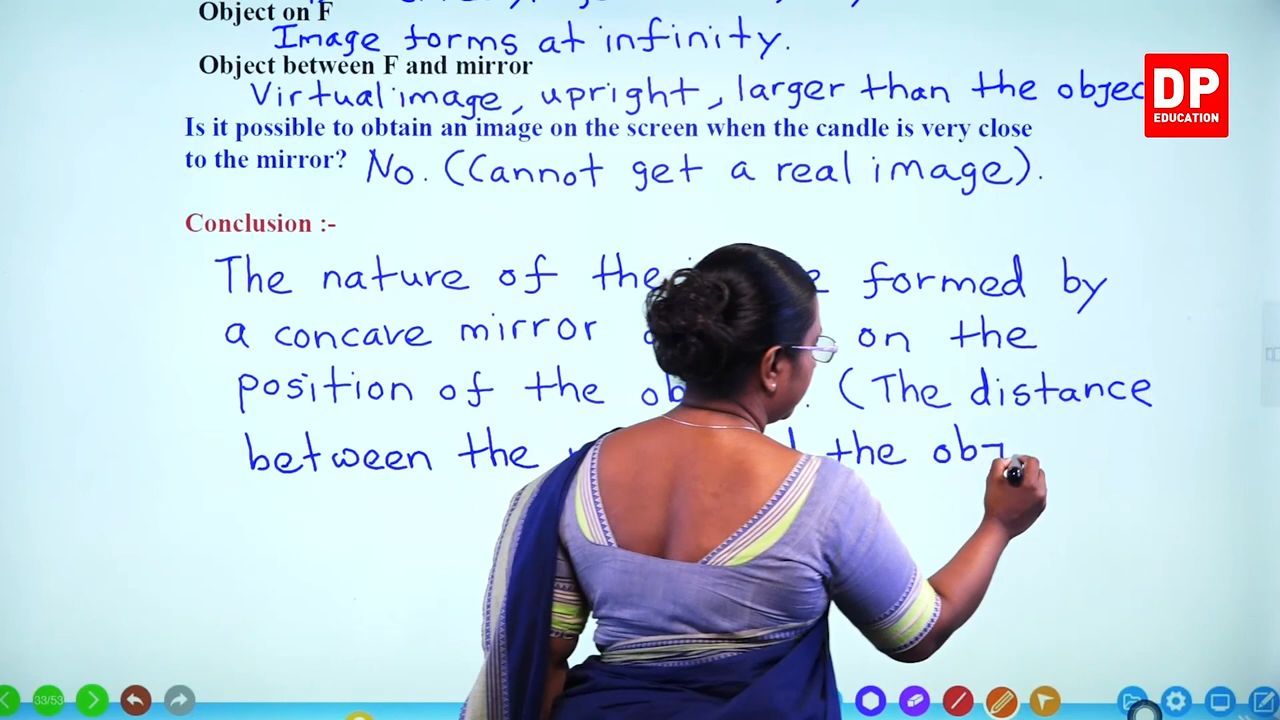 Object on F
Image forms at infinity.
Object between F and mirror
Virtual image, upright, larger than the objec
DP
EDUCATION
Is it possible to obtain an image on the screen when the candle is very close
to the mirror? No. (Cannot get a real image).
Conclusion :-
The nature of the formed by
a concave mirror on the
position of the ob . (The distance
between the the obj
33/53